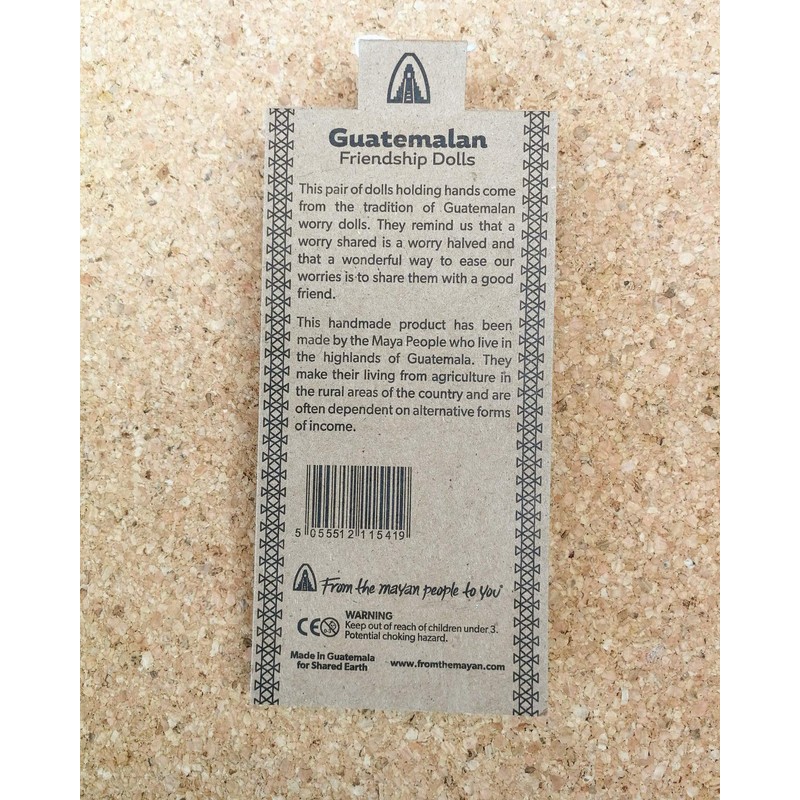 Guatemalan
Friendship Dolls
This pair of dolls holding hands come
from the tradition of Guatemalan
worry dolls. They remind us that a
worry shared is a worry halved and
that a wonderful way to ease our
worries is to share them with a good
friend.
This handmade product has been
made by the Maya People who live in
the highlands of Guatemala. They
make their living from agriculture in
the rural areas of the country and are
often dependent on alternative forms
of income.
5 055512 115419
From the mayan people to you®
CE
WARNING
Keep out of reach of children under 3.
Potential choking hazard.
Made in Guatemala
for Shared Earth
www.fromthemayan.com